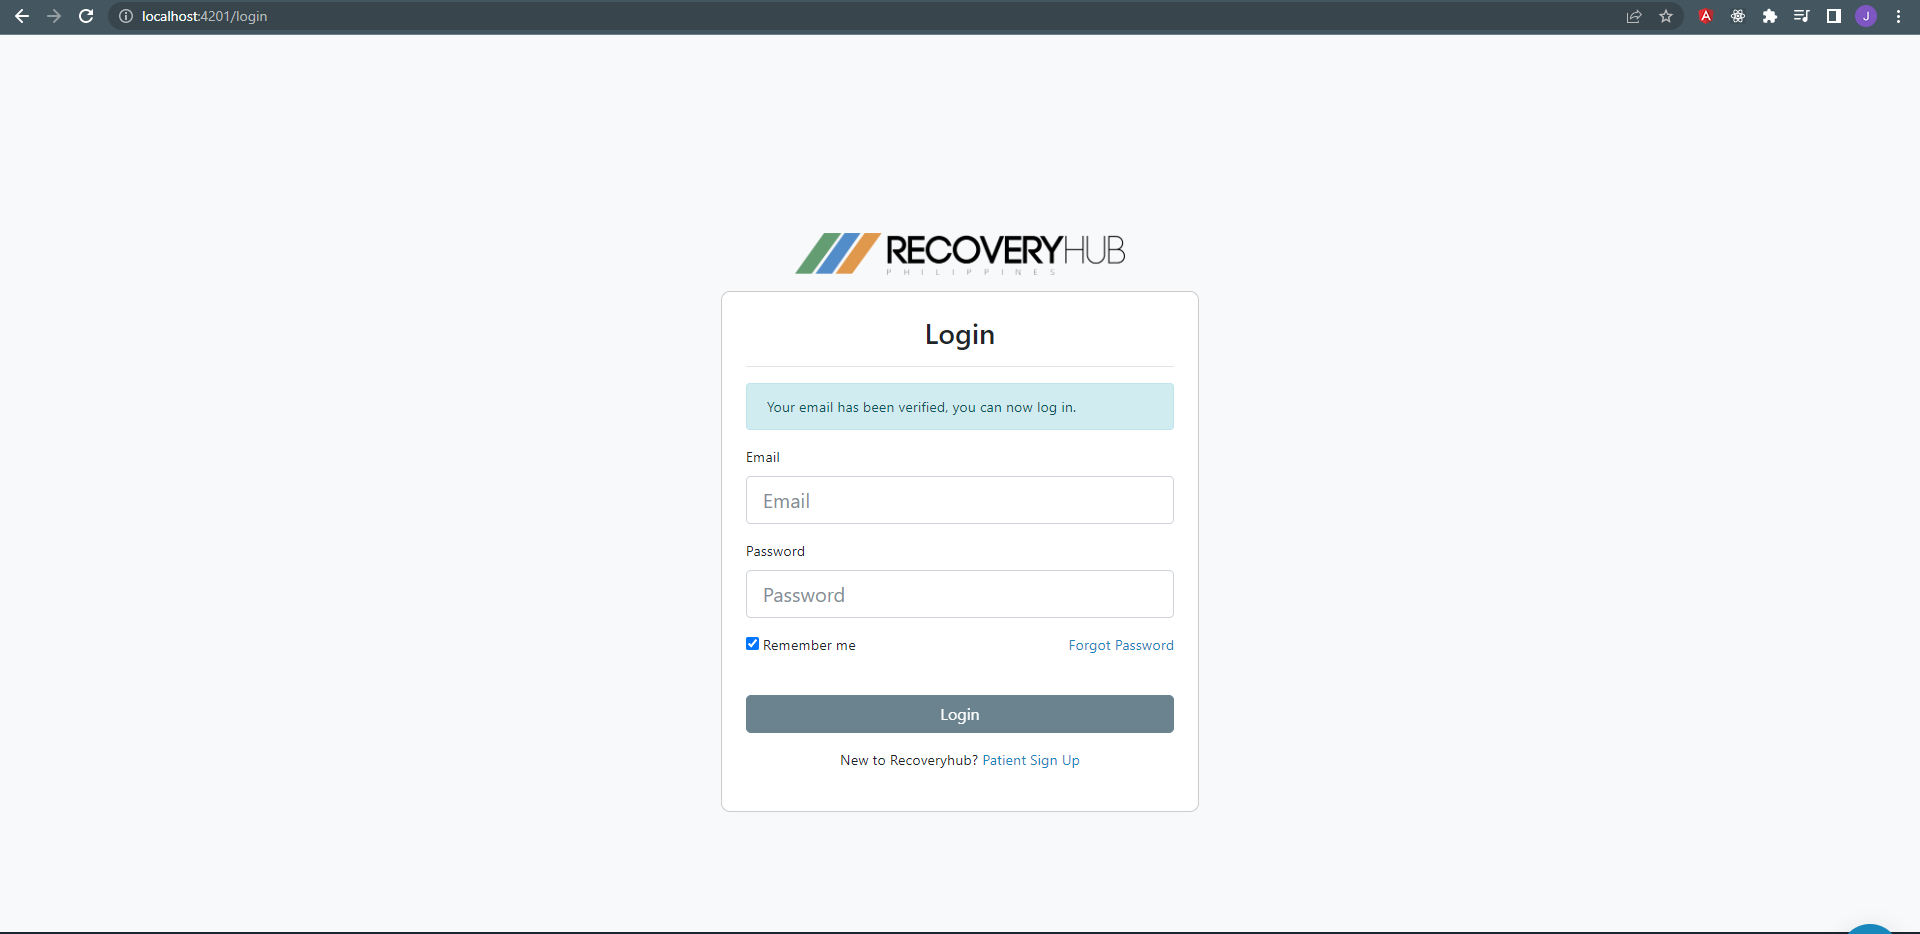 localhost:4201/login
J
RECOVERYHUB
PHILIPPINES
Login
Your email has been verified, you can now log in.
Email
Email
Password
Password
Remember me Forgot Password
Login
New to Recoveryhub? Patient Sign Up